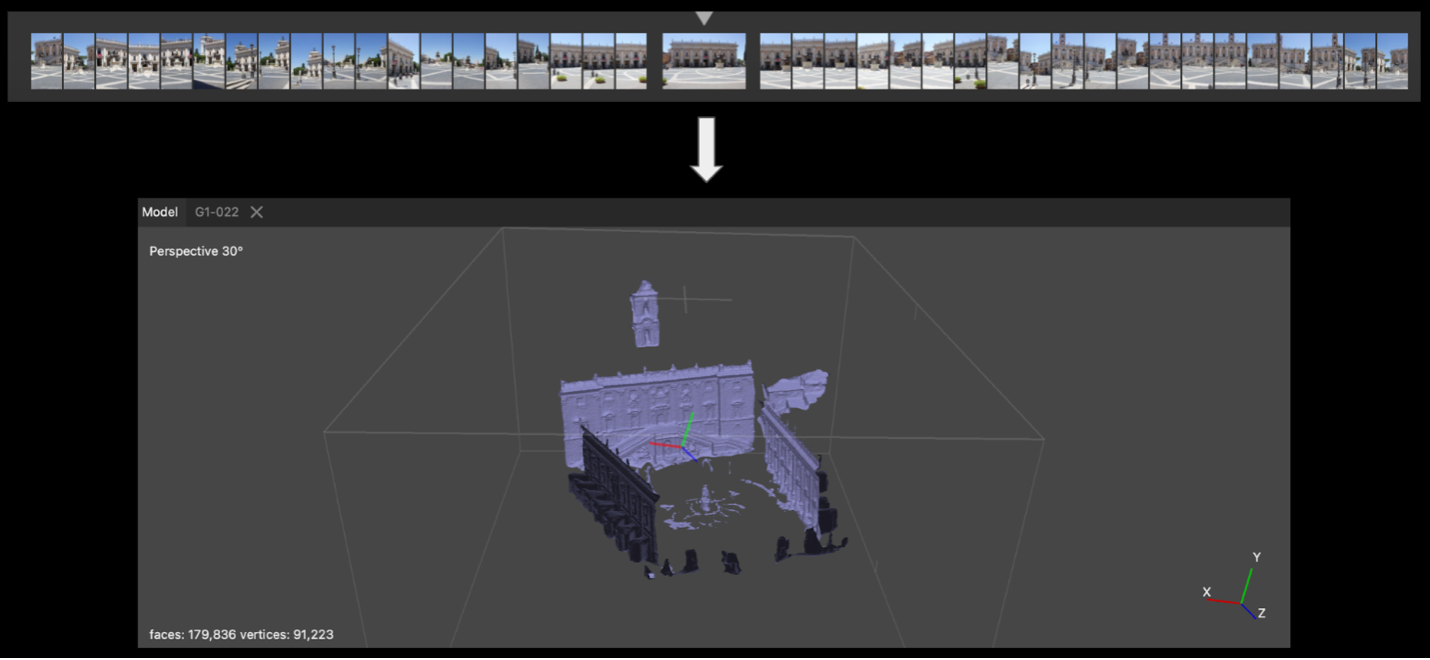 Model G1-022
Perspective 30°
Y
X
Z
faces: 179,836 vertices: 91,223